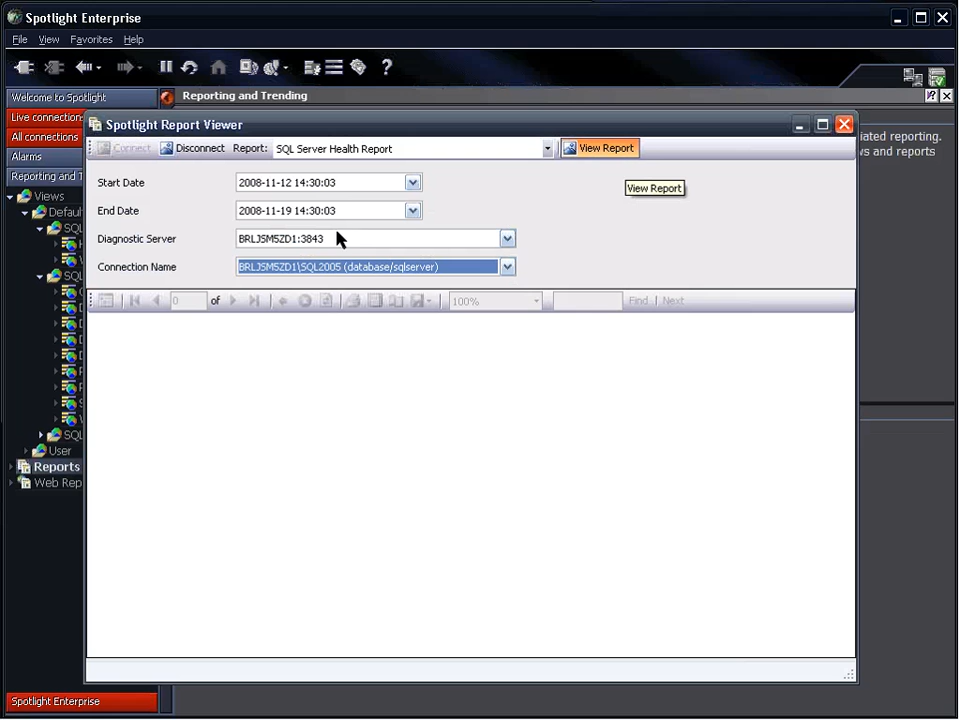 Spotlight Enterprise
File View Favorites Help
Welcome to Spotlight
Reporting and Trending
Live connection
All connections
Alarms
Reporting and T
Views
Defaul
SQL
SQL
SQL
User
Reports
Web Rep
Spotlight Enterprise
iated reporting.
ws and reports
Spotlight Report Viewer
Connect Disconnect Report: SQL Server Health Report View Report
View Report
Start Date 2008-11-12 14:30:03
End Date 2008-11-19 14:30:03
Diagnostic Server BRLJSM5ZD1:3843
Connection Name BRLJSM5ZD1\SQL2005 (database/sqlserver)
0 of 100% Find Next